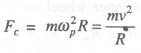 F_c = mω_p^2 R = mv^2 / R